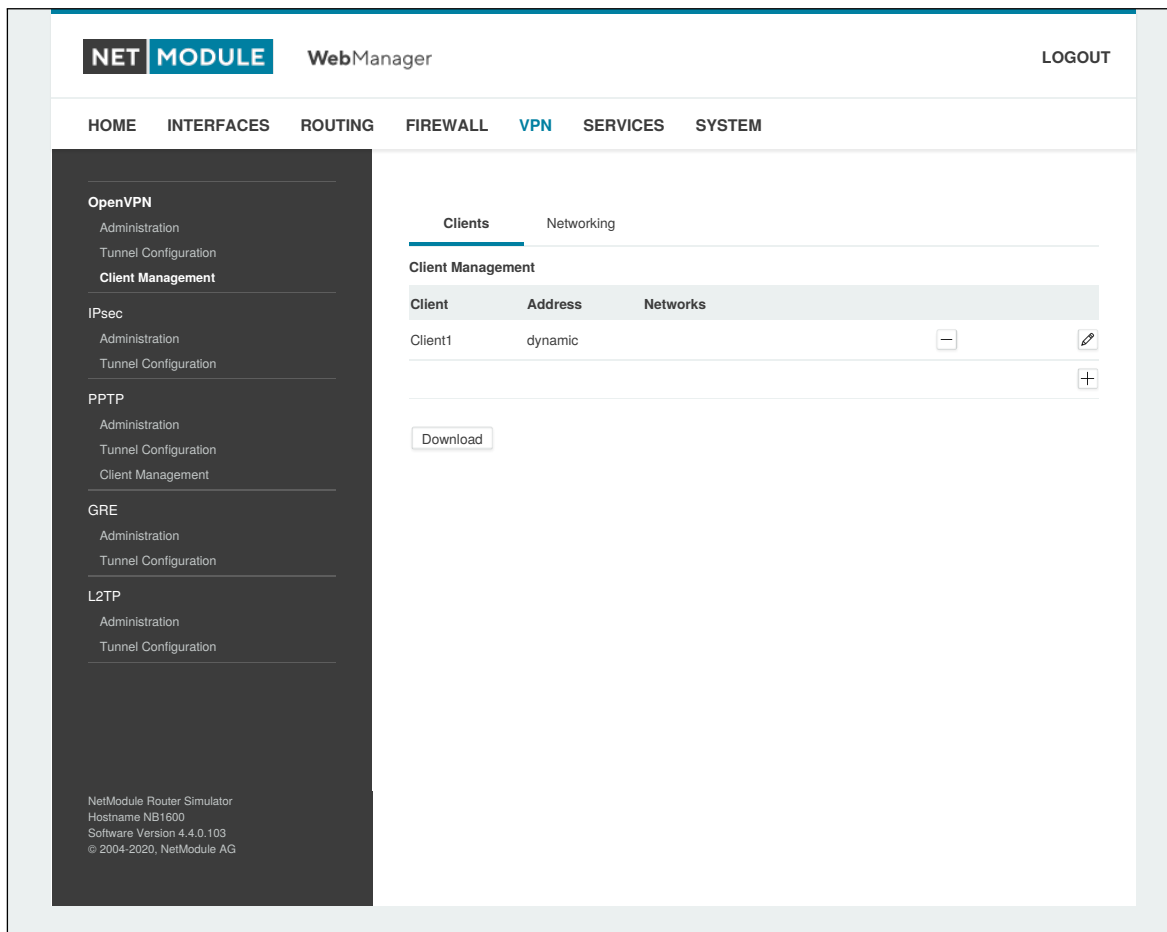 NET MODULE WebManager LOGOUT
HOME INTERFACES ROUTING FIREWALL VPN SERVICES SYSTEM
OpenVPN
Administration
Tunnel Configuration
Client Management
IPsec
Administration
Tunnel Configuration
PPTP
Administration
Tunnel Configuration
Client Management
GRE
Administration
Tunnel Configuration
L2TP
Administration
Tunnel Configuration
NetModule Router Simulator
Hostname NB1600
Software Version 4.4.0.103
© 2004-2020, NetModule AG
Clients Networking
Client Management
Client Address Networks
Client1 dynamic
Download